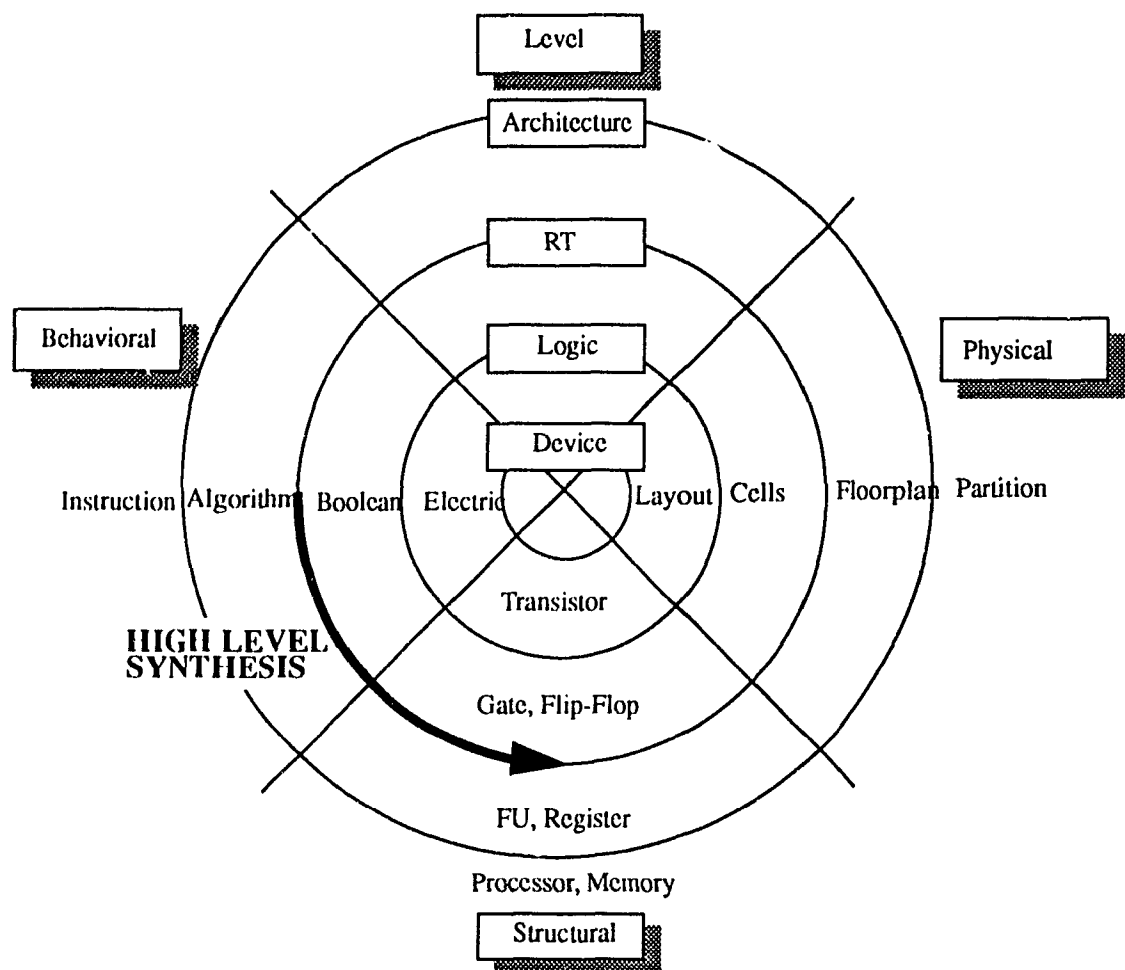 Level
Architecture
RT
Behavioral
Logic
Physical
Device
Instruction Algorithm Boolean Electric Layout Cells Floorplan Partition
Transistor
HIGH LEVEL
SYNTHESIS
Gate, Flip-Flop
FU, Register
Processor, Memory
Structural